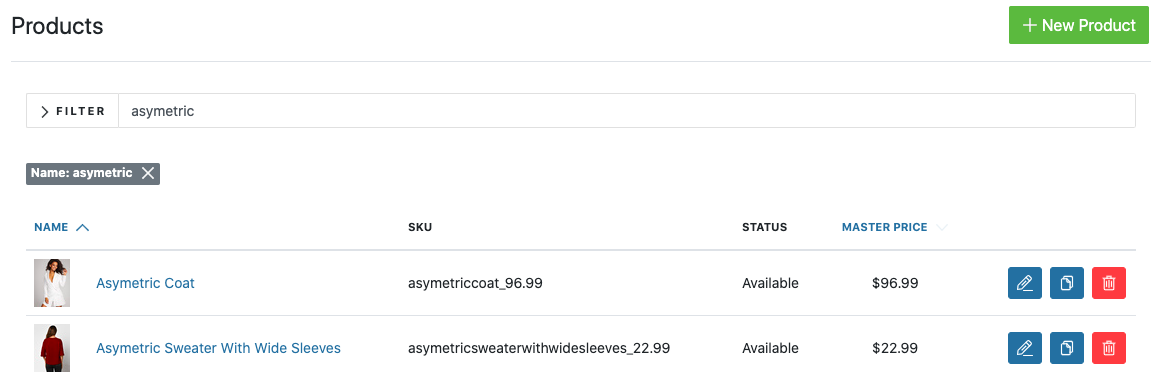 Products
+ New Product
FILTER asymetric
Name: asymetric
NAME SKU STATUS MASTER PRICE
Asymetric Coat asymetriccoat_96.99 Available $96.99
Asymetric Sweater With Wide Sleeves asymetricsweaterwithwidesleeves_22.99 Available $22.99